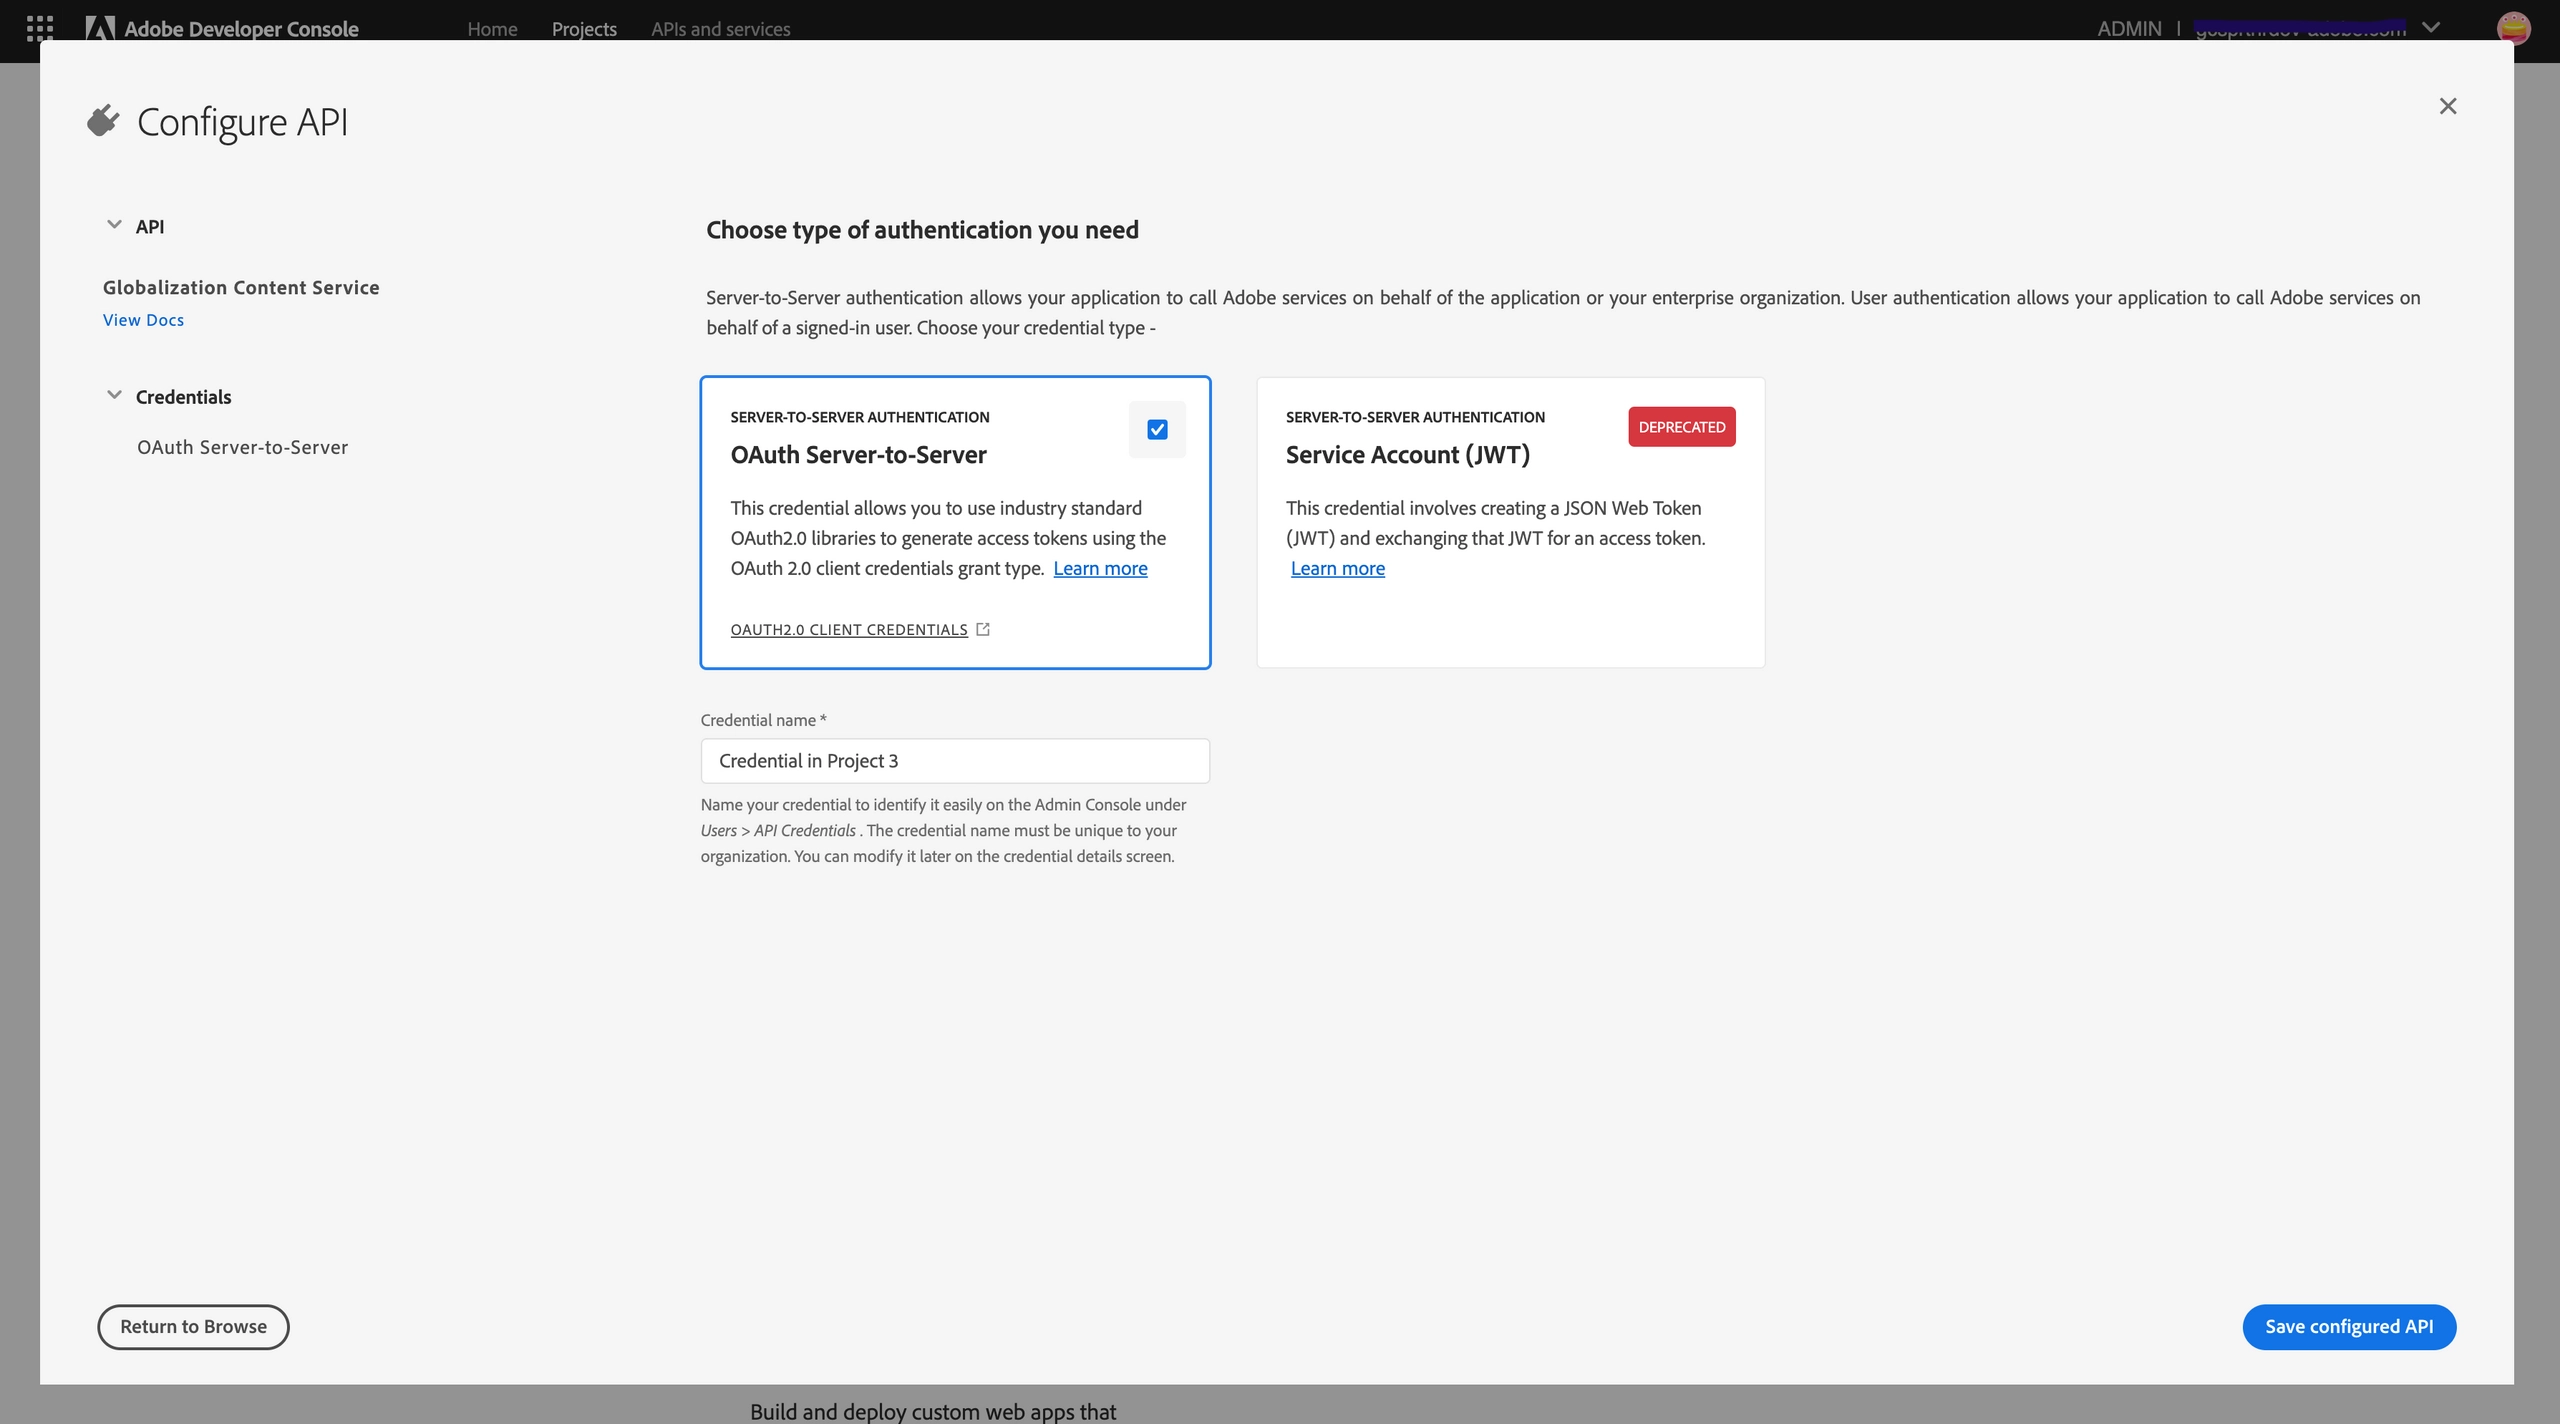 Adobe Developer Console
Home
Projects
APIs and services
ADMIN |
Configure API
API
Globalization Content Service
View Docs
Credentials
OAuth Server-to-Server
Choose type of authentication you need
Server-to-Server authentication allows your application to call Adobe services on behalf of the application or your enterprise organization. User authentication allows your application to call Adobe services on
behalf of a signed-in user. Choose your credential type -
SERVER-TO-SERVER AUTHENTICATION
OAuth Server-to-Server
This credential allows you to use industry standard
OAuth2.0 libraries to generate access tokens using the
OAuth 2.0 client credentials grant type. Learn more
OAUTH2.0 CLIENT CREDENTIALS
SERVER-TO-SERVER AUTHENTICATION
DEPRECATED
Service Account (JWT)
This credential involves creating a JSON Web Token
(JWT) and exchanging that JWT for an access token.
Learn more
Credential name *
Credential in Project 3
Name your credential to identify it easily on the Admin Console under
Users > API Credentials . The credential name must be unique to your
organization. You can modify it later on the credential details screen.
Return to Browse
Save configured API
Build and deploy custom web apps that